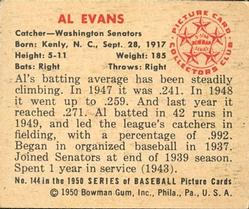 AL EVANS
Catcher—Washington Senators
Born: Kenly, N. C., Sept. 28, 1917
Height: 5-11 Weight: 185
Bats: Right Throws: Right
PICTURE CARD
COLLECTORS CLUB
BOWMAN
Al's batting average has been steadily
climbing. In 1947 it was .241. In 1948
it went up to .259. And last year it
reached .271. Al batted in 42 runs in
1949, and led the league's catchers in
fielding, with a percentage of .992.
Began in organized baseball in 1937.
Joined Senators at end of 1939 season.
Spent 1 year in service (1943).
No. 144 in the 1950 SERIES of BASEBALL Picture Cards
© 1950 Bowman Gum, Inc., Phila., Pa., U. S. A.